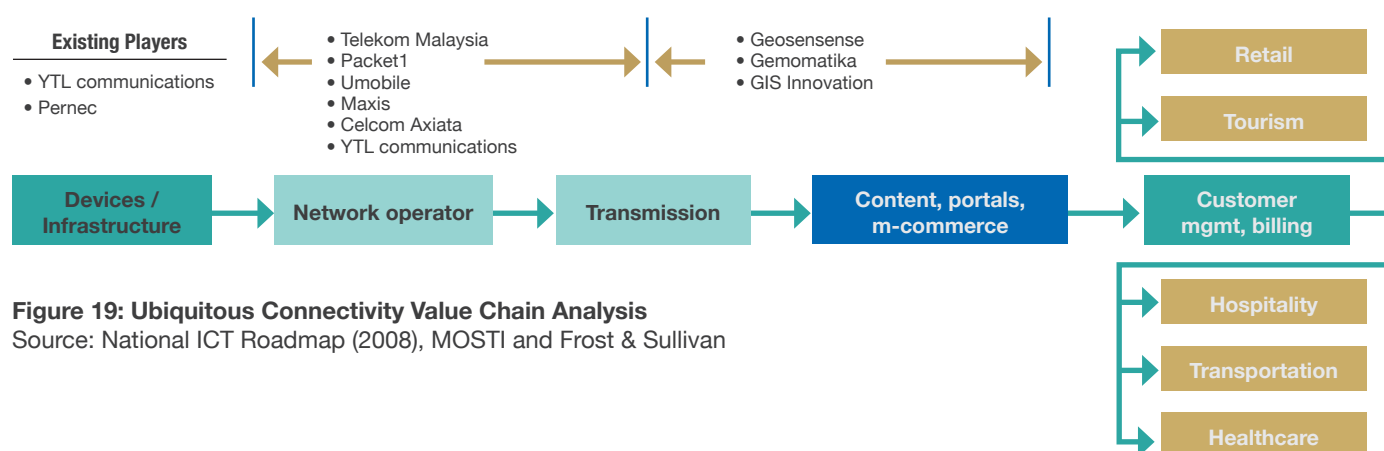 Existing Players
• YTL communications
• Pernec
• Telekom Malaysia
• Packet1
• Umobile
• Maxis
• Celcom Axiata
• YTL communications
• Geosensense
• Gemomatika
• GIS Innovation
Retail
Tourism
Devices /
Infrastructure
Network operator
Transmission
Content, portals,
m-commerce
Customer
mgmt, billing
Hospitality
Transportation
Healthcare
Figure 19: Ubiquitous Connectivity Value Chain Analysis
Source: National ICT Roadmap (2008), MOSTI and Frost & Sullivan